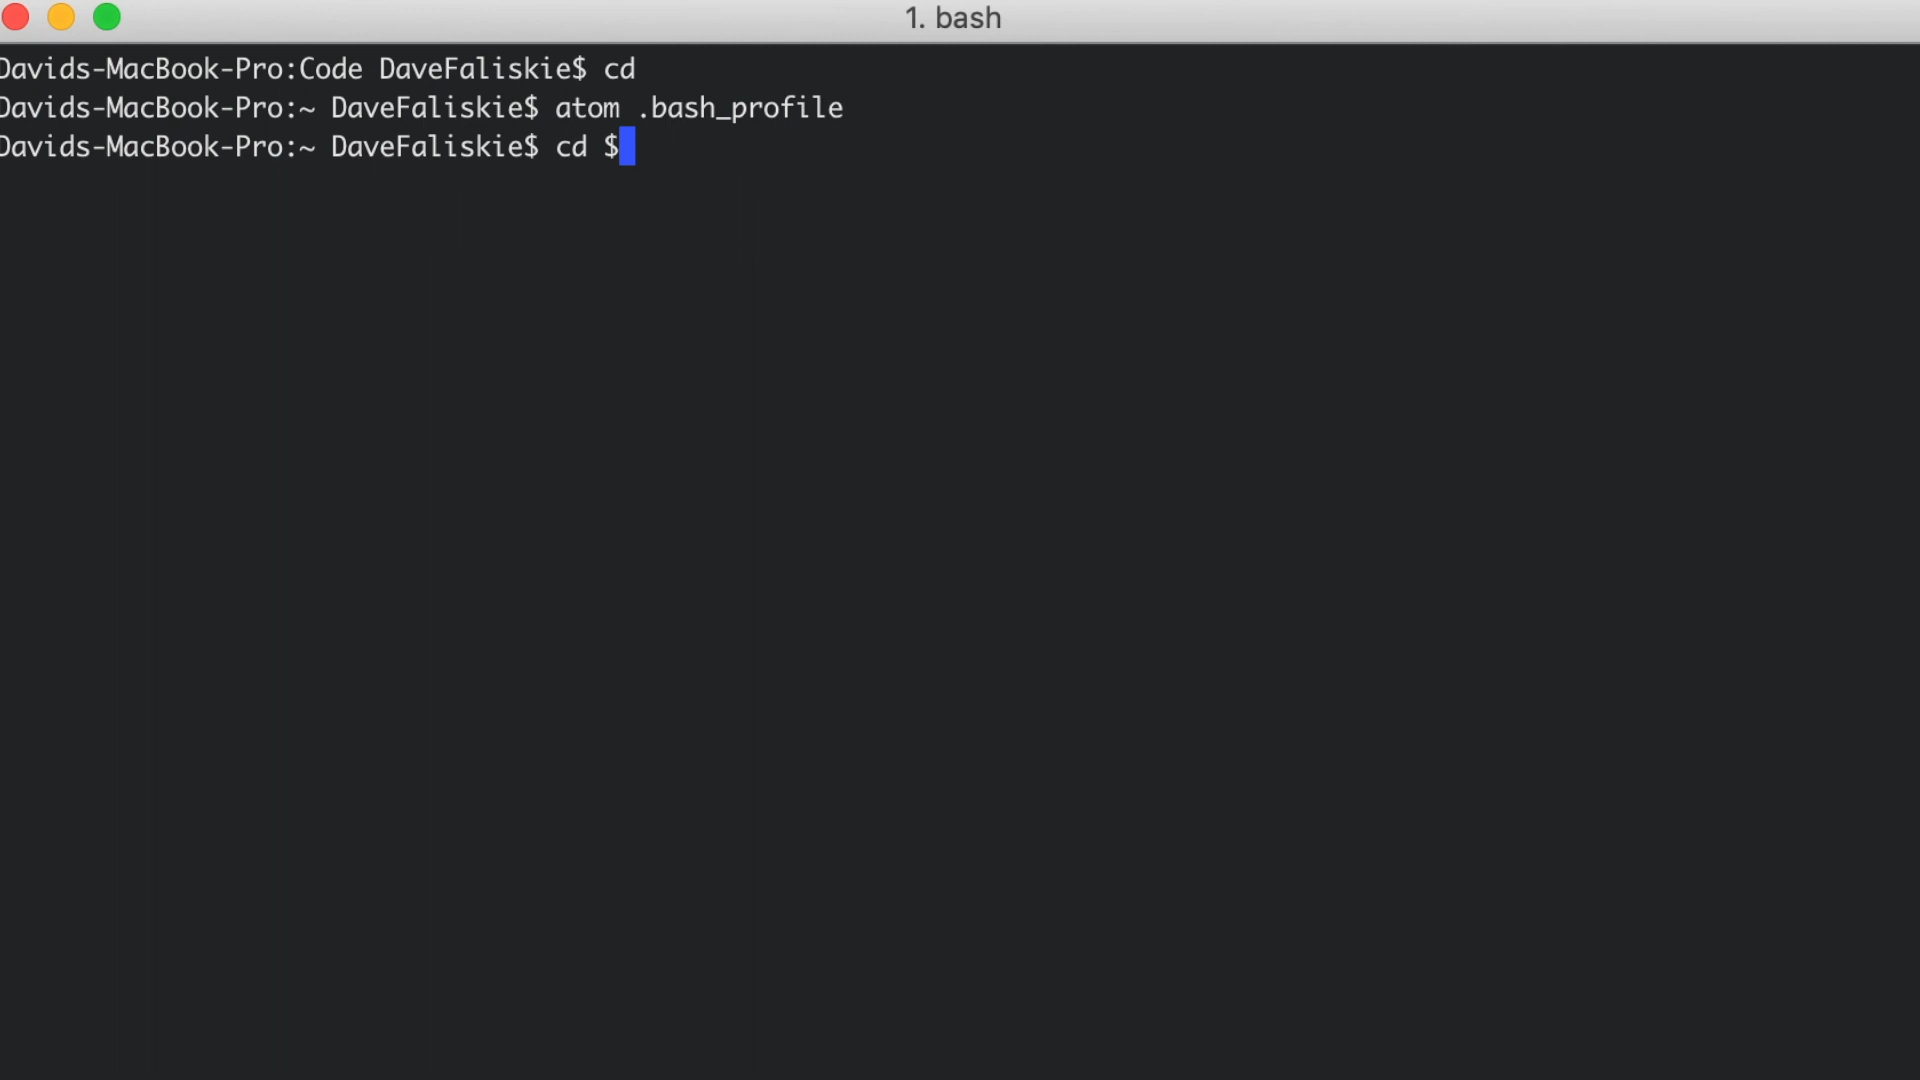 1. bash
Davids-MacBook-Pro:Code DaveFaliskie$ cd
Davids-MacBook-Pro:~ DaveFaliskie$ atom .bash_profile
Davids-MacBook-Pro:~ DaveFaliskie$ cd $